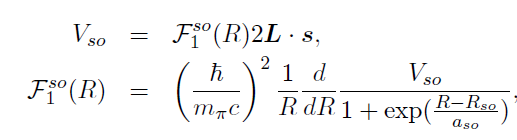 V_{so} = \mathcal{F}_1^{so}(R) 2\boldsymbol{L} \cdot \boldsymbol{s},
\mathcal{F}_1^{so}(R) = \left( \frac{\hbar}{m_\pi c} \right)^2 \frac{1}{R} \frac{d}{dR} \frac{V_{so}}{1 + \exp(\frac{R - R_{so}}{a_{so}})},